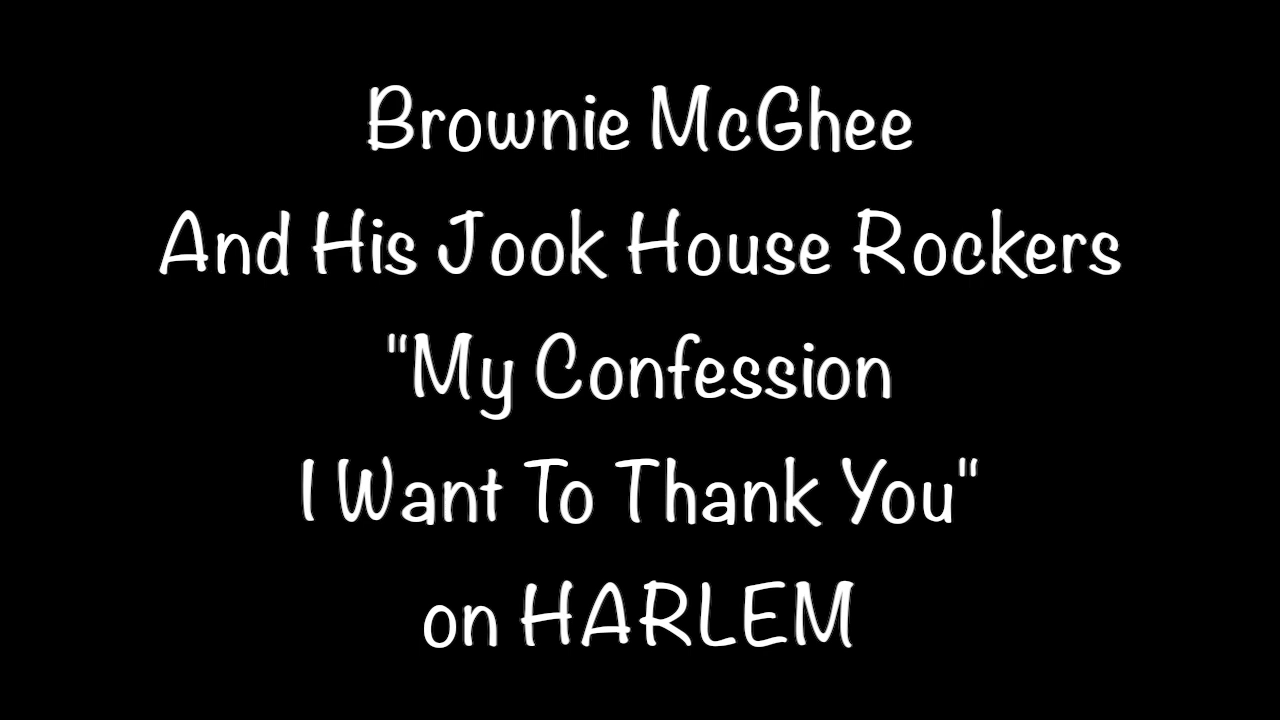 Brownie McGhee
And His Jook House Rockers
"My Confession
I Want To Thank You"
on HARLEM